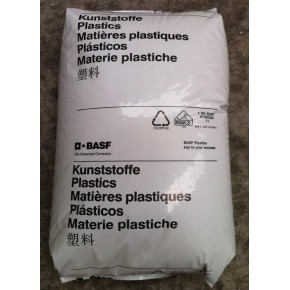 Kunststoffe
Plastics
Matières plastiques
Plásticos
Materie plastiche
塑料
BASF
The Chemical Company
BASF Plastics
key to your success
Kunststoffe
Plastics
Matières plastiques
Plásticos
Materie plastiche
塑料